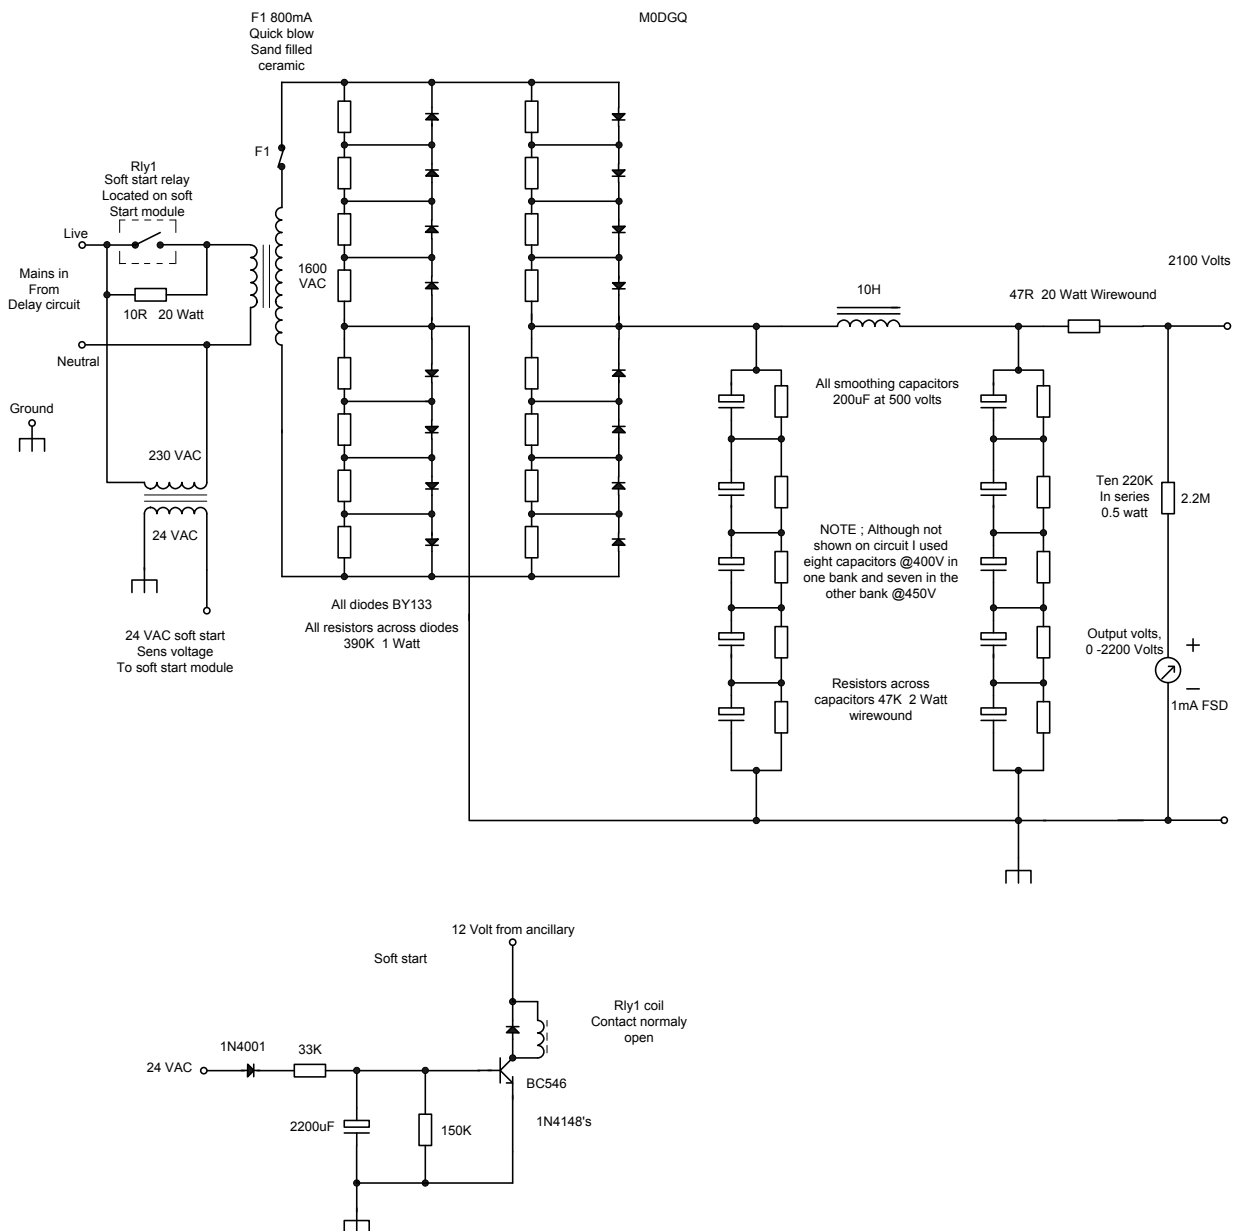 F1 800mA
Quick blow
Sand filled
ceramic
M0DGQ
F1
Rly1
Soft start relay
Located on soft
Start module
Live
Mains in
From
Delay circuit
10R 20 Watt
Neutral
Ground
1600
VAC
230 VAC
24 VAC
24 VAC soft start
Sens voltage
To soft start module
All diodes BY133
All resistors across diodes
390K 1 Watt
10H
2100 Volts
47R 20 Watt Wirewound
All smoothing capacitors
200uF at 500 volts
NOTE ; Although not
shown on circuit I used
eight capacitors @400V in
one bank and seven in the
other bank @450V
Resistors across
capacitors 47K 2 Watt
wirewound
Ten 220K
In series
0.5 watt
2.2M
Output volts,
0 -2200 Volts
+
−
1mA FSD
12 Volt from ancillary
Soft start
Rly1 coil
Contact normaly
open
1N4001
33K
24 VAC
BC546
2200uF
150K
1N4148's